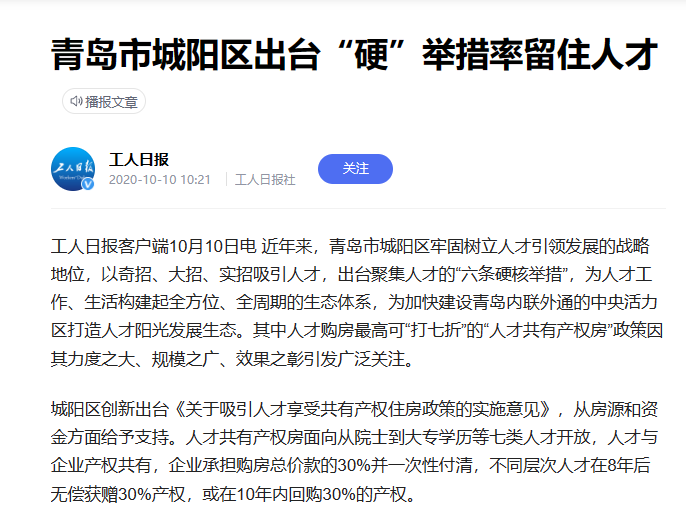 青岛市城阳区出台“硬”举措率留住人才
播报文章
工人日报
2020-10-10 10:21
工人日报社
关注
工人日报客户端10月10日电 近年来，青岛市城阳区牢固树立人才引领发展的战略
地位，以奇招、大招、实招吸引人才，出台聚集人才的“六条硬核举措”，为人才工
作、生活构建起全方位、全周期的生态体系，为加快建设青岛内联外通的中央活力
区打造人才阳光发展生态。其中人才购房最高可“打七折”的“人才共有产权房”政策因
其力度之大、规模之广、效果之彰引发广泛关注。
城阳区创新出台《关于吸引人才享受共有产权住房政策的实施意见》，从房源和资
金方面给予支持。人才共有产权房面向从院士到大专学历等七类人才开放，人才与
企业产权共有，企业承担购房总价款的30%并一次性付清，不同层次人才在8年后
无偿获赠30%产权，或在10年内回购30%的产权。